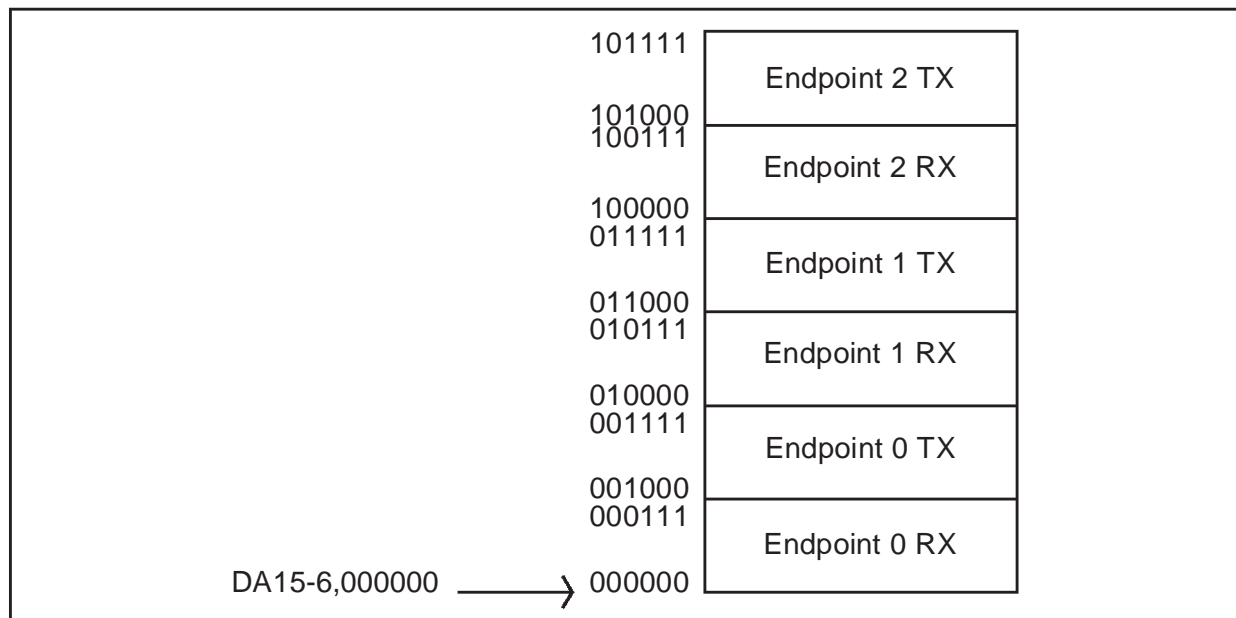 101111
Endpoint 2 TX
101000
100111
Endpoint 2 RX
100000
011111
Endpoint 1 TX
011000
010111
Endpoint 1 RX
010000
001111
Endpoint 0 TX
001000
000111
Endpoint 0 RX
DA15-6,000000 000000